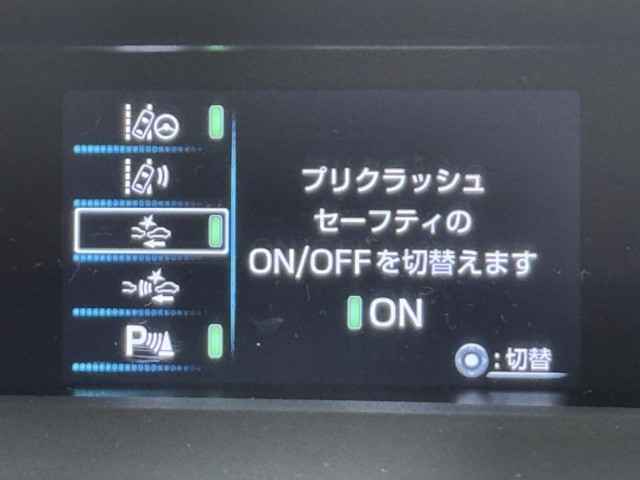 プリクラッシュ
セーフティの
ON/OFFを切替えます
ON
P
:切替